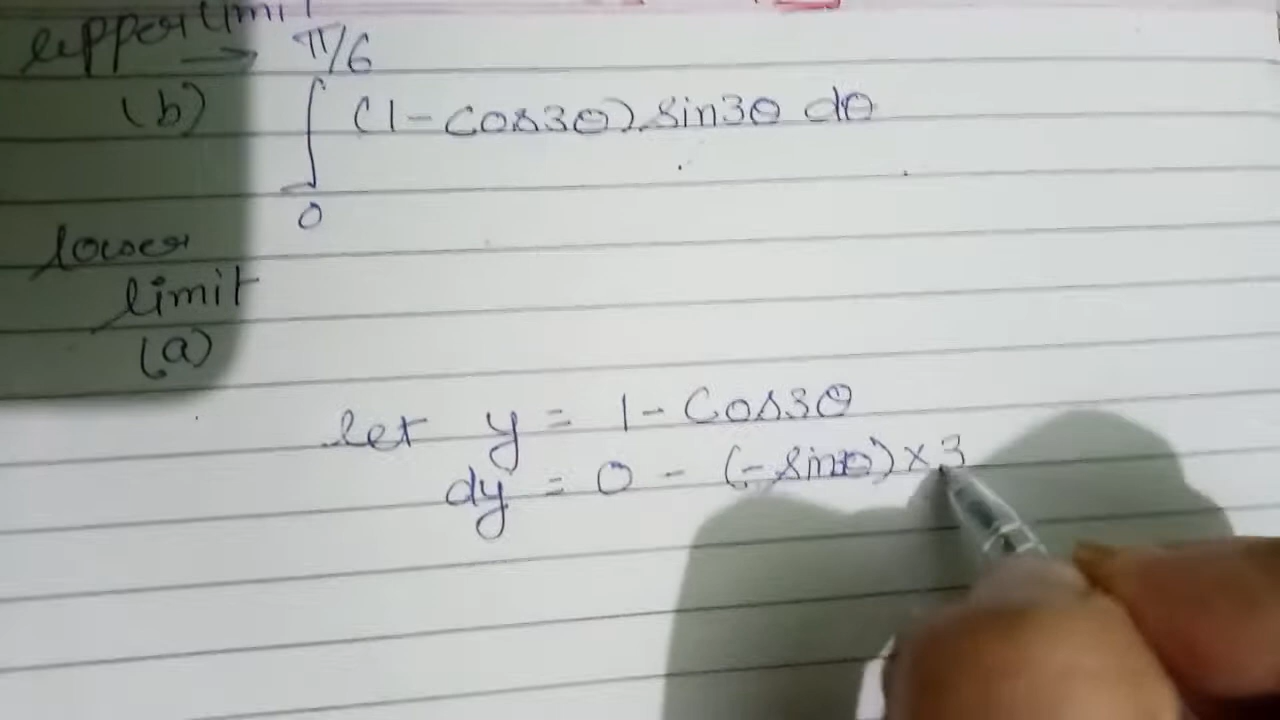 upper limit
→ π/6
(b) ∫ (1-cos3θ).sin3θ dθ
0
lower
limit
(a)
let y = 1 - cos3θ
dy = 0 - (-sinθ) × 3